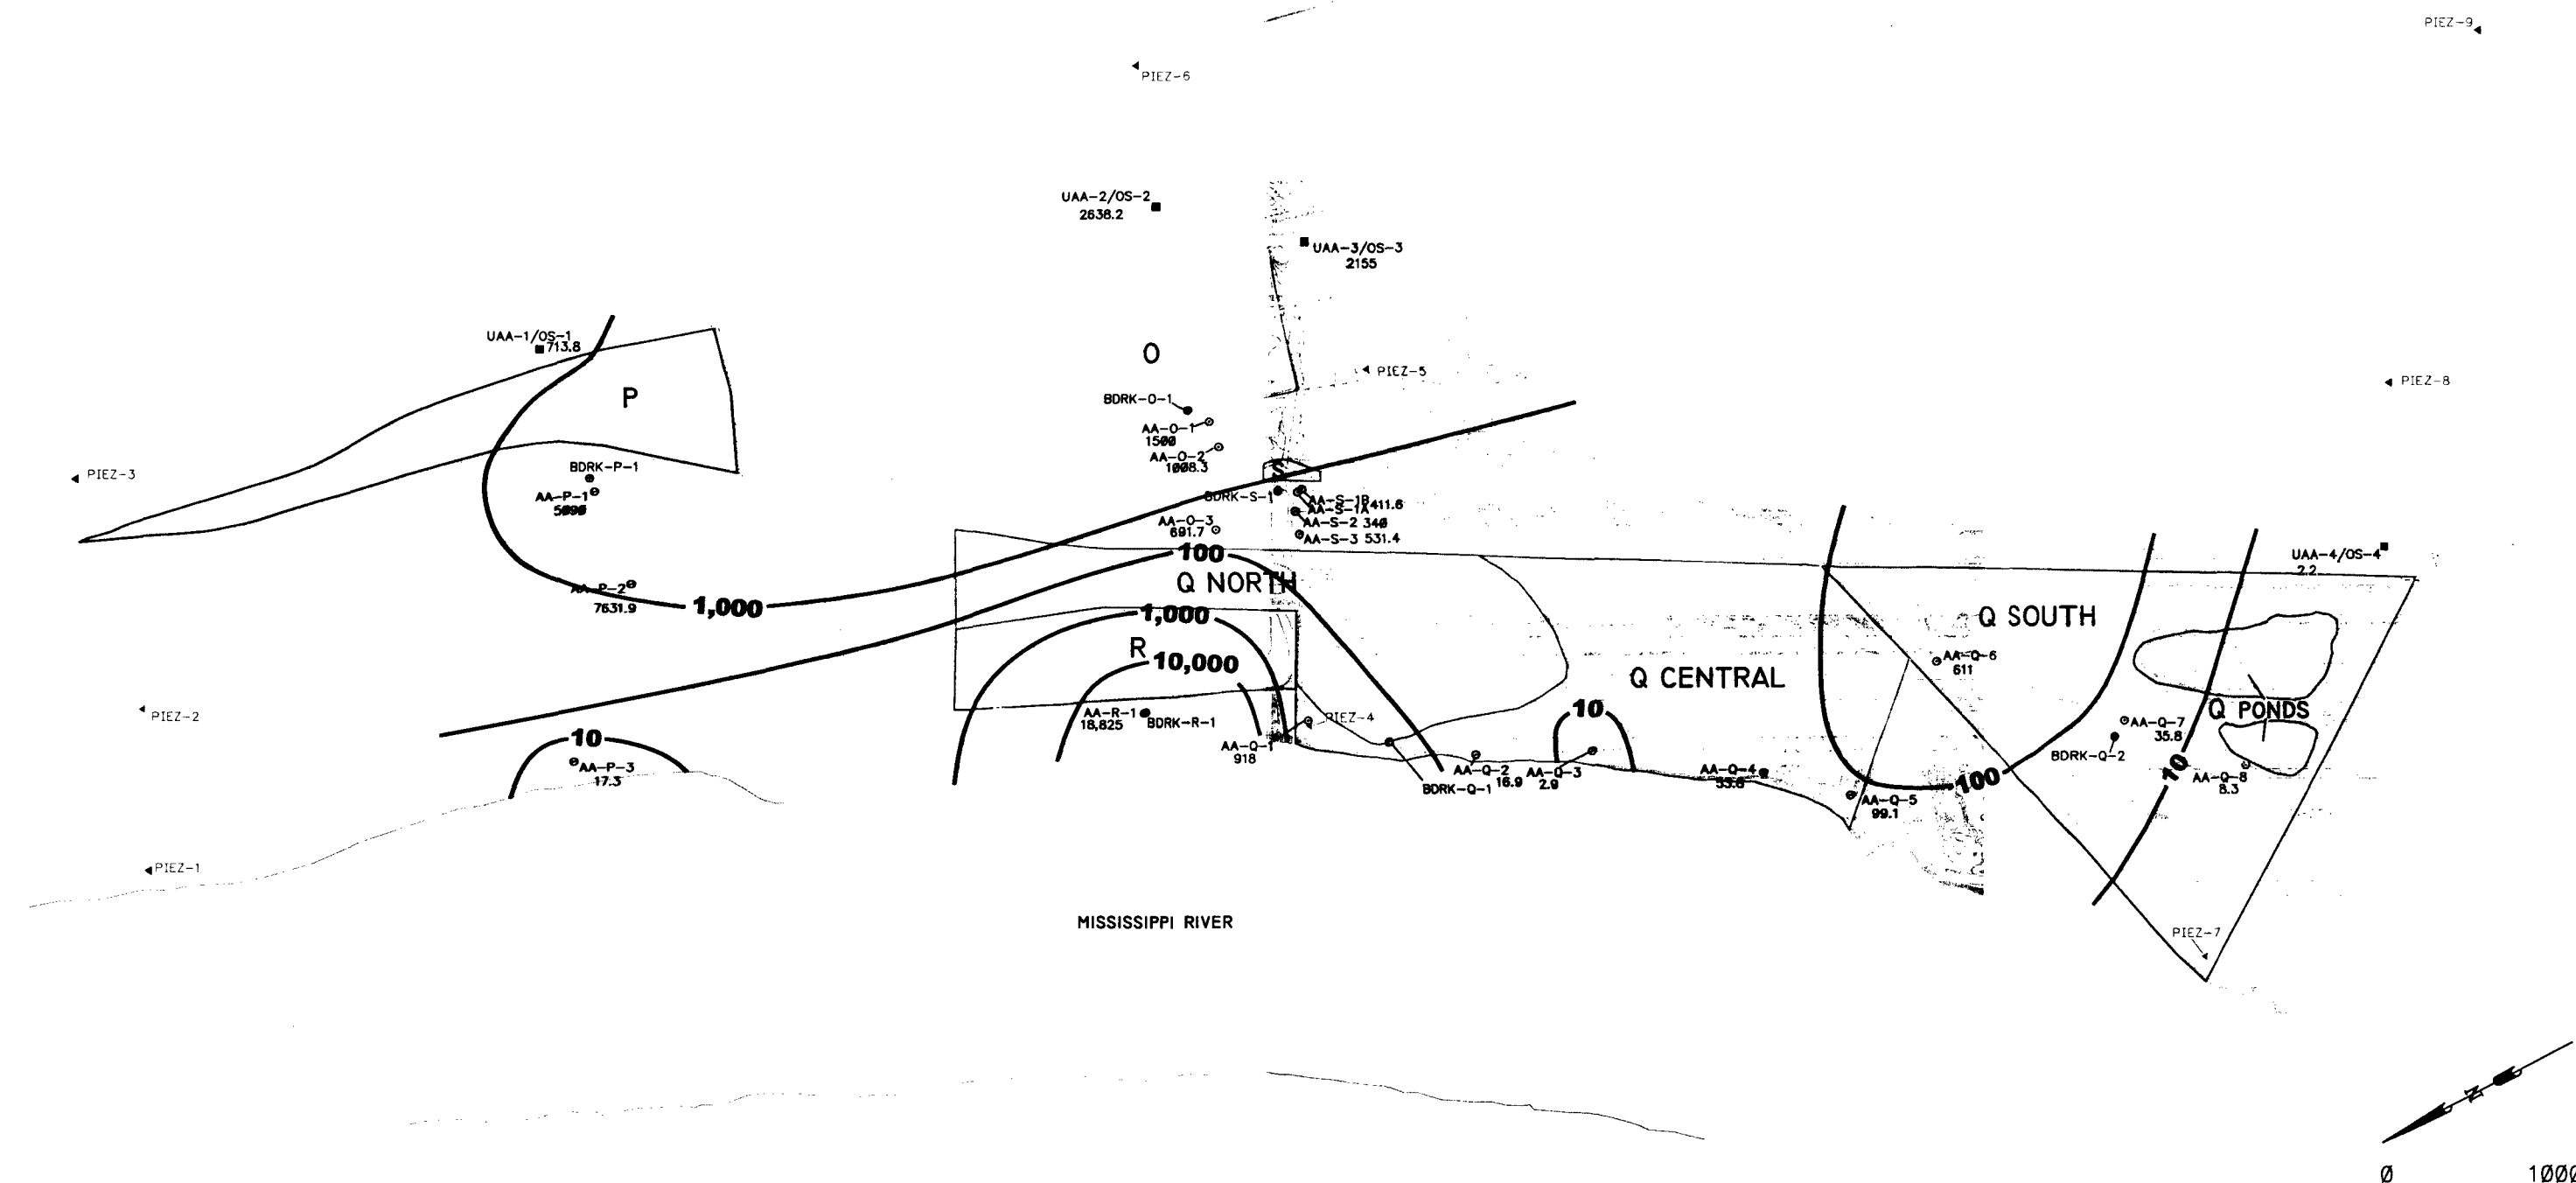 PIEZ-9
PIEZ-6
UAA-2/OS-2
2638.2
UAA-3/OS-3
2155
UAA-1/OS-1
713.8
O
PIEZ-5
PIEZ-8
P
BDRK-O-1
AA-O-1
1500
AA-O-2
1008.3
PIEZ-3
BDRK-P-1
AA-P-1
S
BDRK-S-1
AA-S-1B 411.6
AA-S-1A
AA-S-2 340
AA-S-3 531.4
AA-O-3
691.7
100
UAA-4/OS-4
2.2
Q NORTH
AA-P-2
7631.9
1,000
1,000
Q SOUTH
R
10,000
AA-Q-6
611
Q CENTRAL
PIEZ-2
AA-R-1
18,825
BDRK-R-1
PIEZ-4
10
Q PONDS
AA-Q-7
35.8
10
AA-P-3
17.3
AA-Q-1
918
BDRK-Q-2
AA-Q-2
16.9
AA-Q-3
2.9
BDRK-Q-1
AA-Q-4
100
10
AA-Q-8
8.3
AA-Q-5
99.1
PIEZ-1
MISSISSIPPI RIVER
PIEZ-7
N
0
1000